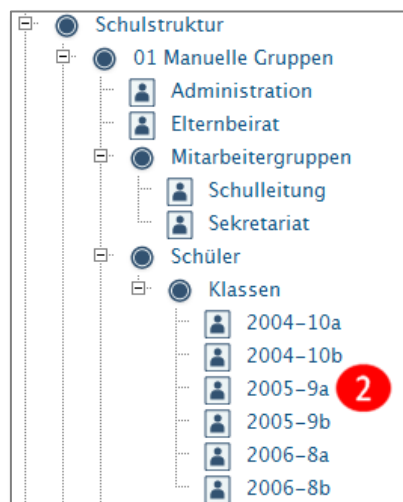 Schulstruktur
01 Manuelle Gruppen
Administration
Elternbeirat
Mitarbeitergruppen
Schulleitung
Sekretariat
Schüler
Klassen
2004-10a
2004-10b
2005-9a 2
2005-9b
2006-8a
2006-8b